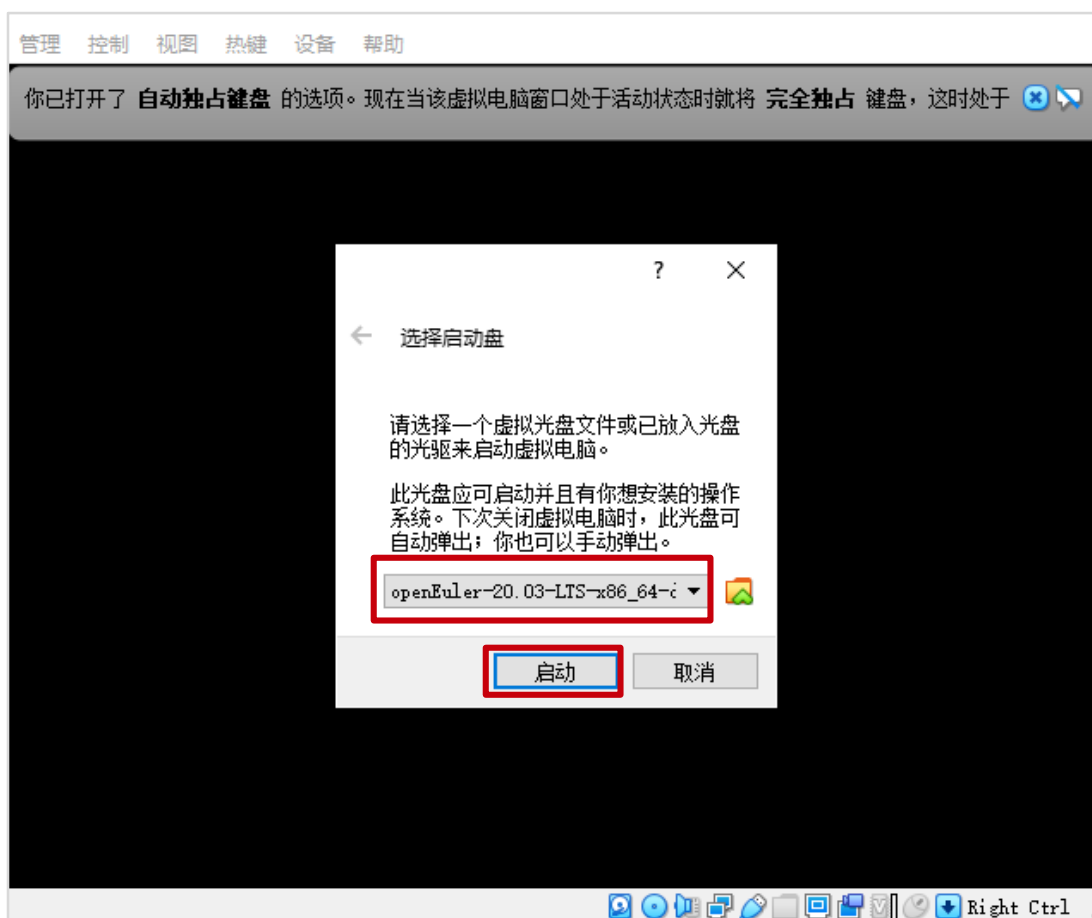 管理 控制 视图 热键 设备 帮助
你已打开了 自动独占键盘 的选项。现在当该虚拟电脑窗口处于活动状态时就将 完全独占 键盘，这时处于
?
选择启动盘
请选择一个虚拟光盘文件或已放入光盘
的光驱来启动虚拟电脑。
此光盘应可启动并且有你想安装的操作
系统。下次关闭虚拟电脑时，此光盘可
自动弹出；你也可以手动弹出。
openEuler-20.03-LTS-x86_64-
启动 取消
Right Ctrl